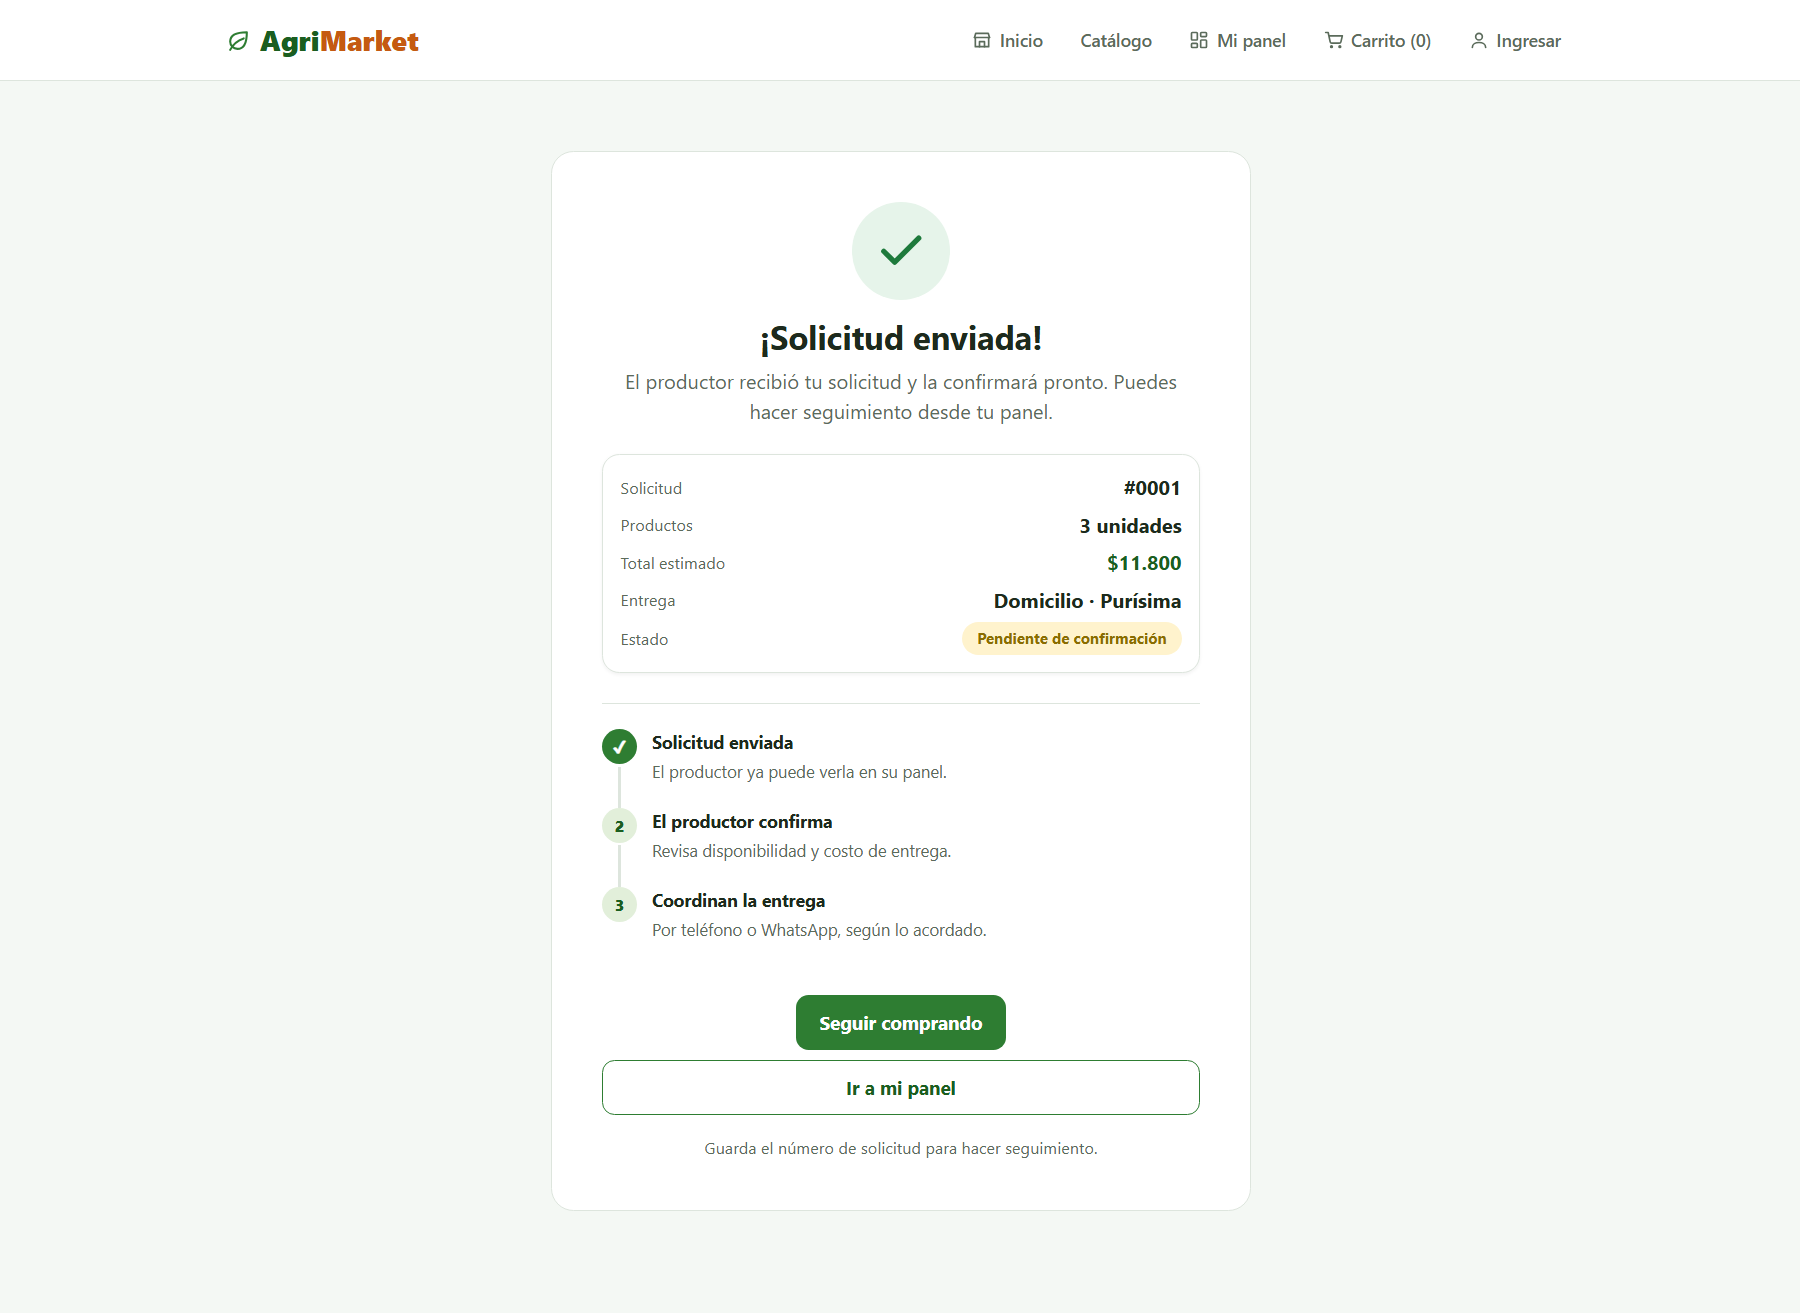 AgriMarket
Inicio
Catálogo
Mi panel
Carrito (0)
Ingresar
¡Solicitud enviada!
El productor recibió tu solicitud y la confirmará pronto. Puedes
hacer seguimiento desde tu panel.
Solicitud #0001
Productos 3 unidades
Total estimado $11.800
Entrega Domicilio · Purísima
Estado Pendiente de confirmación
Solicitud enviada
El productor ya puede verla en su panel.
2 El productor confirma
Revisa disponibilidad y costo de entrega.
3 Coordinan la entrega
Por teléfono o WhatsApp, según lo acordado.
Seguir comprando
Ir a mi panel
Guarda el número de solicitud para hacer seguimiento.